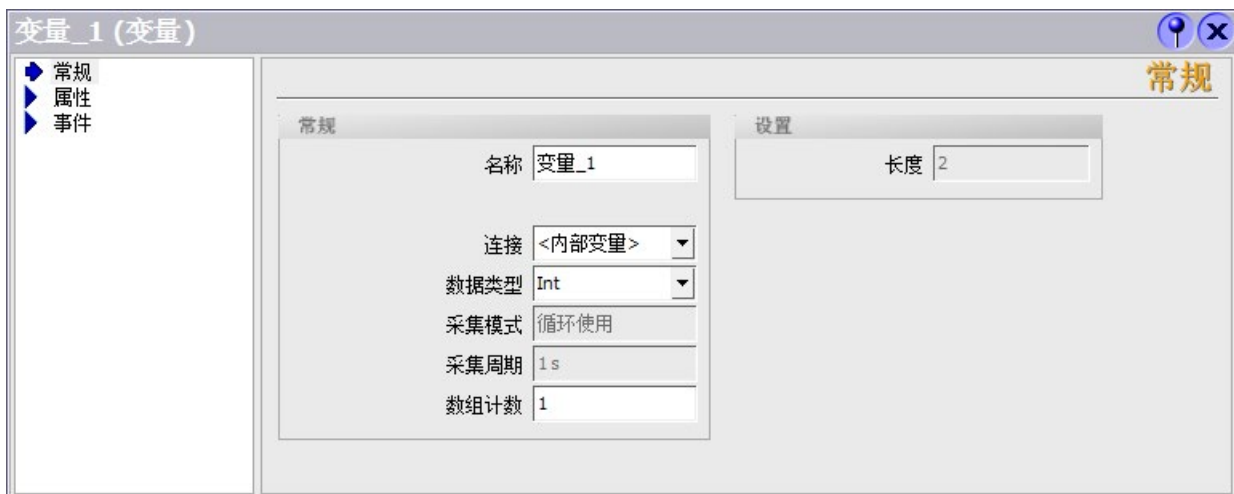 变量_1 (变量)
常规
属性
事件
常规
常规
名称 变量_1
连接 <内部变量>
数据类型 Int
采集模式 循环使用
采集周期 1 s
数组计数 1
设置
长度 2